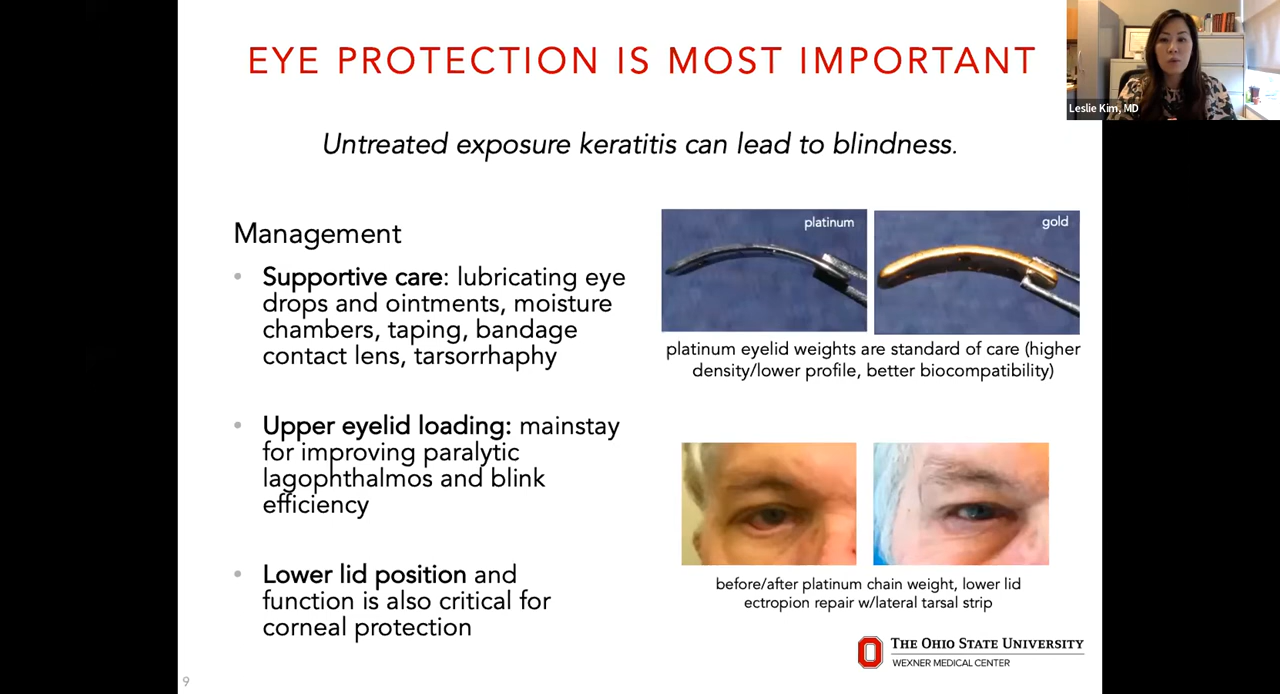 EYE PROTECTION IS MOST IMPORTANT
Leslie Kim, MD
Untreated exposure keratitis can lead to blindness.
Management
• Supportive care: lubricating eye
drops and ointments, moisture
chambers, taping, bandage
contact lens, tarsorrhaphy
• Upper eyelid loading: mainstay
for improving paralytic
lagophthalmos and blink
efficiency
• Lower lid position and
function is also critical for
corneal protection
platinum
gold
platinum eyelid weights are standard of care (higher
density/lower profile, better biocompatibility)
before/after platinum chain weight, lower lid
ectropion repair w/lateral tarsal strip
THE OHIO STATE UNIVERSITY
WEXNER MEDICAL CENTER
9